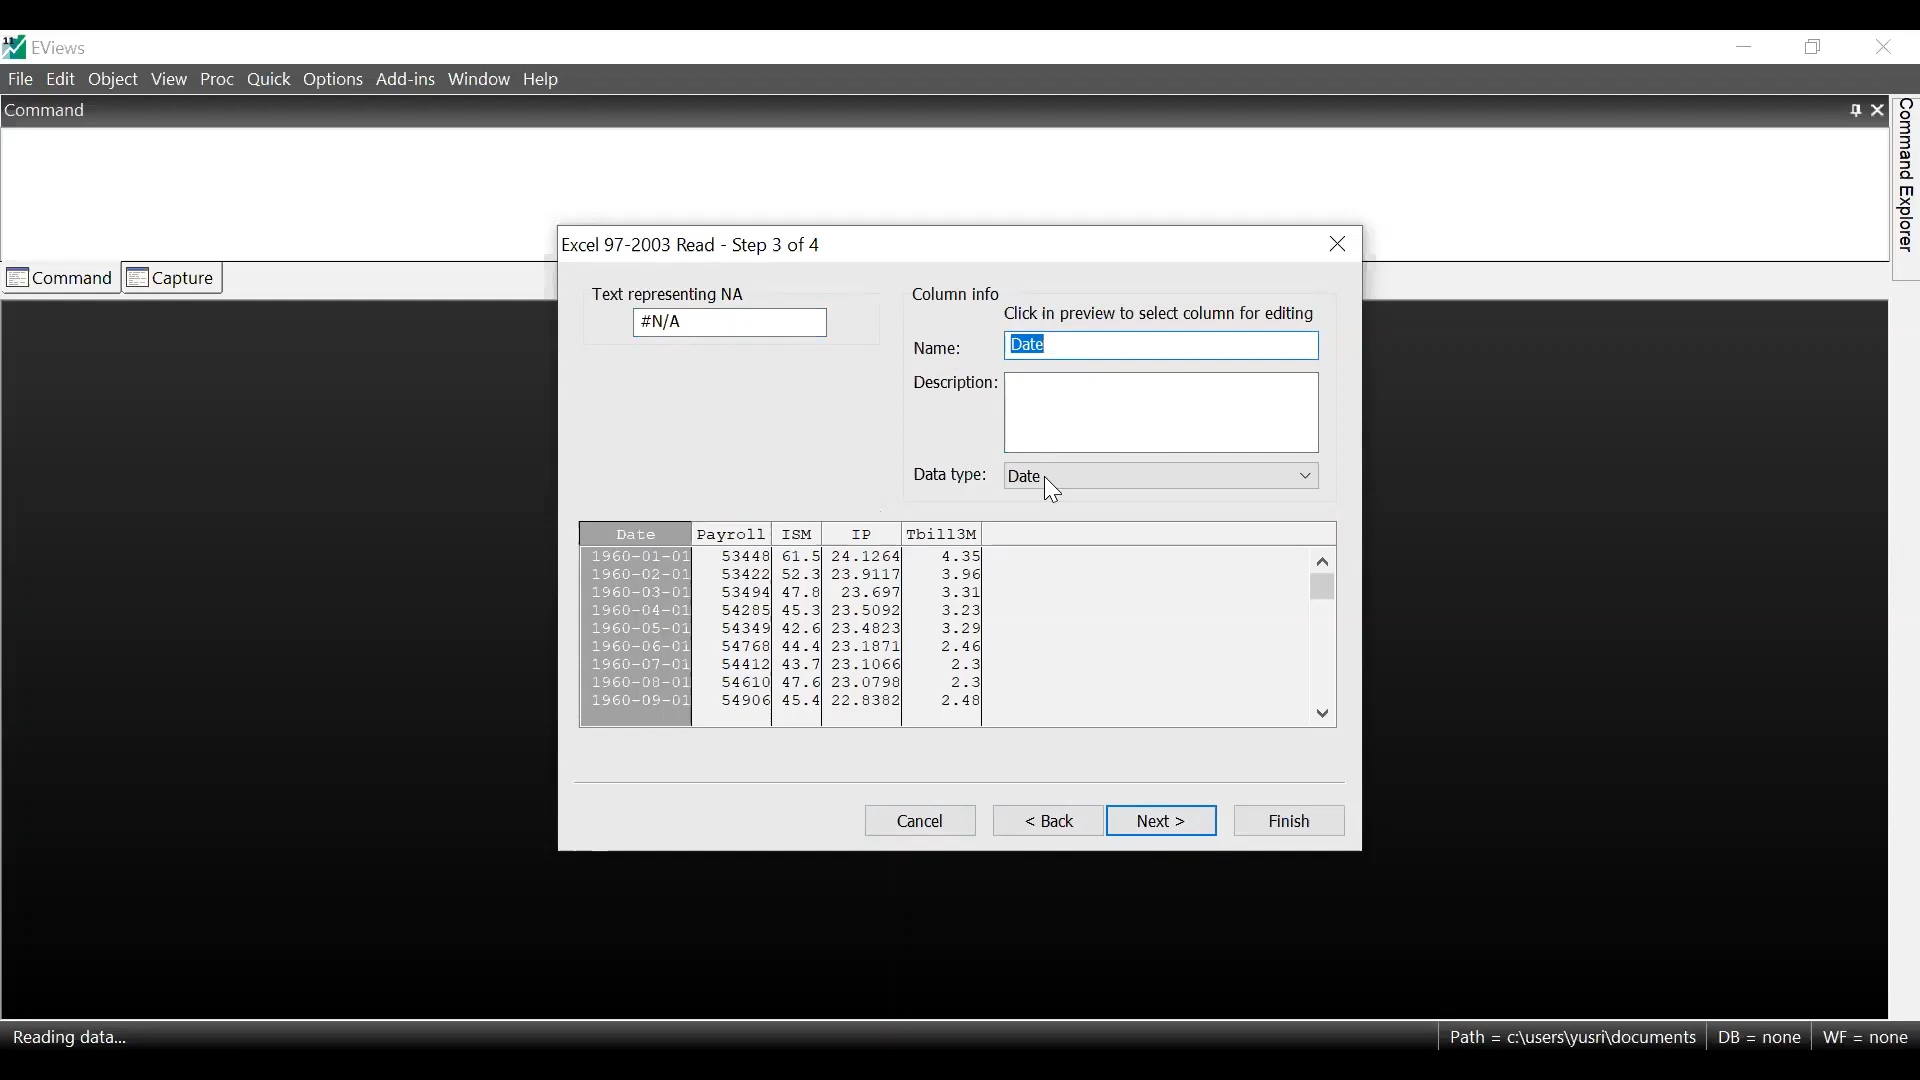 EViews
File Edit Object View Proc Quick Options Add-ins Window Help
Command
Command Explorer
Command Capture
Excel 97-2003 Read - Step 3 of 4
Text representing NA
#N/A
Column info
Click in preview to select column for editing
Name: Date
Description:
Data type: Date
Date Payroll ISM IP Tbill3M
1960-01-01 53448 61.5 24.1264 4.35
1960-02-01 53422 52.3 23.9117 3.96
1960-03-01 53494 47.8 23.697 3.31
1960-04-01 54285 45.3 23.5092 3.23
1960-05-01 54349 42.6 23.4823 3.29
1960-06-01 54768 44.4 23.1871 2.46
1960-07-01 54412 43.7 23.1066 2.3
1960-08-01 54610 47.6 23.0798 2.3
1960-09-01 54906 45.4 22.8382 2.48
Cancel < Back Next > Finish
Reading data... Path = c:\users\yusri\documents DB = none WF = none